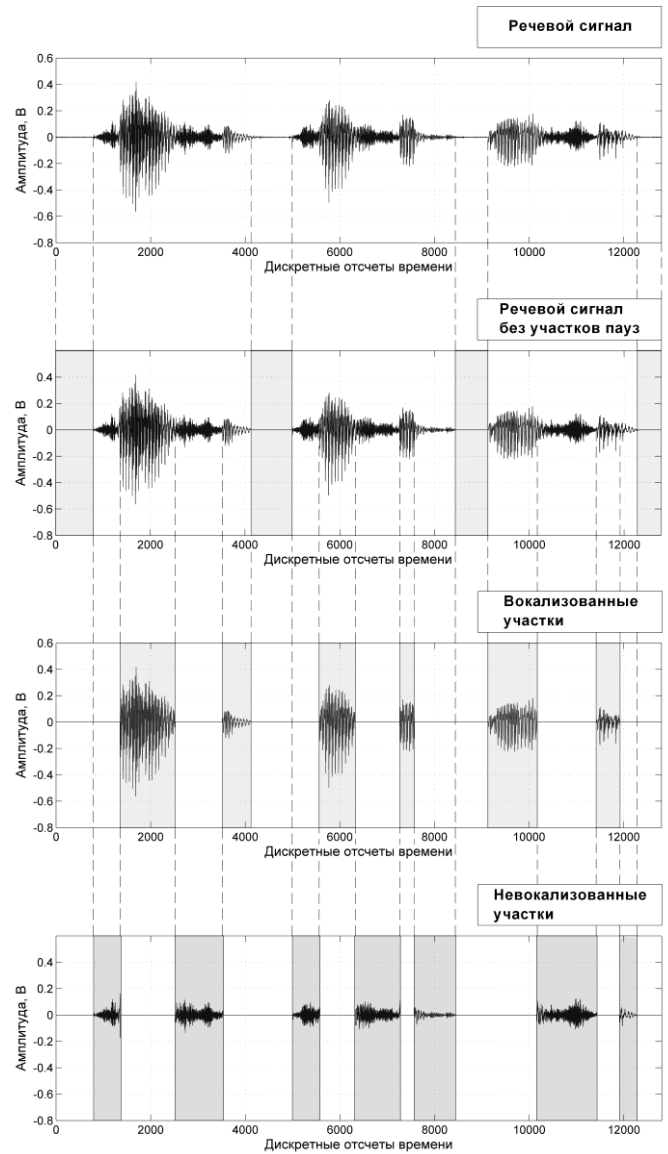 Речевой сигнал
0.6
0.4
0.2
0
-0.2
-0.4
-0.6
-0.8
Амплитуда, В
0 2000 4000 6000 8000 10000 12000
Дискретные отсчеты времени
Речевой сигнал
без участков пауз
0.4
0.2
0
-0.2
-0.4
-0.6
-0.8
Амплитуда, В
0 2000 4000 6000 8000 10000 12000
Дискретные отсчеты времени
Вокализованные
участки
0.6
0.4
0.2
0
-0.2
-0.4
-0.6
-0.8
Амплитуда, В
0 2000 4000 6000 8000 10000 12000
Дискретные отсчеты времени
Невокализованные
участки
0.4
0.2
0
-0.2
-0.4
-0.6
-0.8
Амплитуда, В
0 2000 4000 6000 8000 10000 12000
Дискретные отсчеты времени